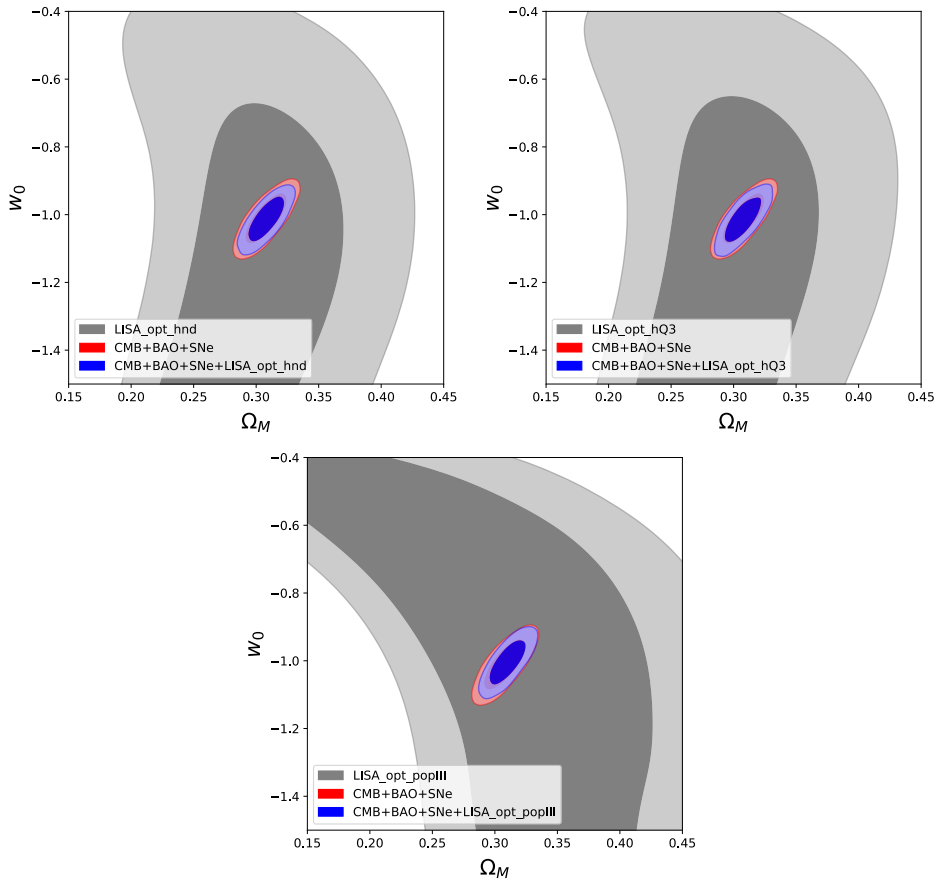 −0.4
−0.6
−0.8
−1.0
−1.2
−1.4
w₀
LISA_opt_hnd
CMB+BAO+SNe
CMB+BAO+SNe+LISA_opt_hnd
0.15 0.20 0.25 0.30 0.35 0.40 0.45
Ω_M
−0.4
−0.6
−0.8
−1.0
−1.2
−1.4
w₀
LISA_opt_hQ3
CMB+BAO+SNe
CMB+BAO+SNe+LISA_opt_hQ3
0.15 0.20 0.25 0.30 0.35 0.40 0.45
Ω_M
−0.4
−0.6
−0.8
−1.0
−1.2
−1.4
w₀
LISA_opt_popIII
CMB+BAO+SNe
CMB+BAO+SNe+LISA_opt_popIII
0.15 0.20 0.25 0.30 0.35 0.40 0.45
Ω_M